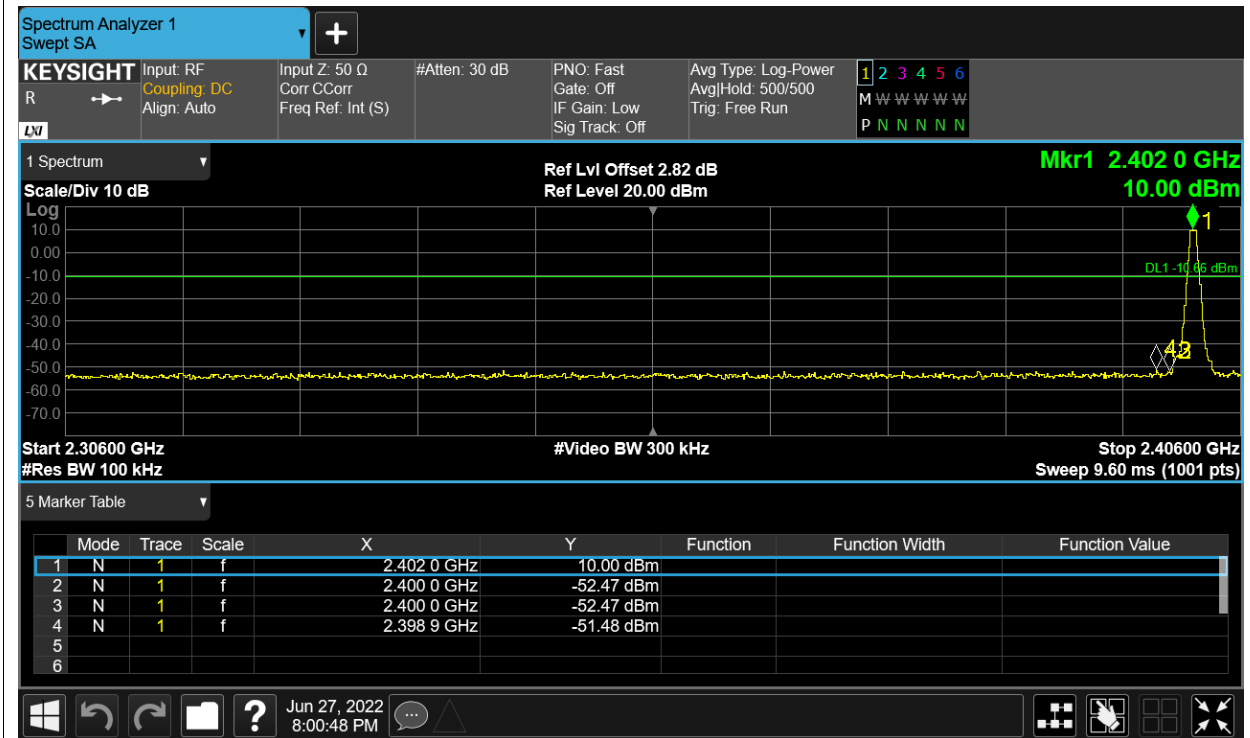 Spectrum Analyzer 1
Swept SA
+
KEYSIGHT
R
LXI
Input: RF
Coupling: DC
Align: Auto
Input Z: 50 Ω
Corr CCorr
Freq Ref: Int (S)
#Atten: 30 dB
PNO: Fast
Gate: Off
IF Gain: Low
Sig Track: Off
Avg Type: Log-Power
Avg|Hold: 500/500
Trig: Free Run
1 2 3 4 5 6
M W W W W W
P N N N N N
1 Spectrum
Scale/Div 10 dB
Ref Lvl Offset 2.82 dB
Ref Level 20.00 dBm
Mkr1 2.402 0 GHz
10.00 dBm
Log
10.0
0.00
-10.0
-20.0
-30.0
-40.0
-50.0
-60.0
-70.0
1
DL1 -10.66 dBm
4 3 2
Start 2.30600 GHz
#Res BW 100 kHz
#Video BW 300 kHz
Stop 2.40600 GHz
Sweep 9.60 ms (1001 pts)
5 Marker Table
Mode Trace Scale X Y Function Function Width Function Value
1 N 1 f 2.402 0 GHz 10.00 dBm
2 N 1 f 2.400 0 GHz -52.47 dBm
3 N 1 f 2.400 0 GHz -52.47 dBm
4 N 1 f 2.398 9 GHz -51.48 dBm
5
6
?
Jun 27, 2022
8:00:48 PM